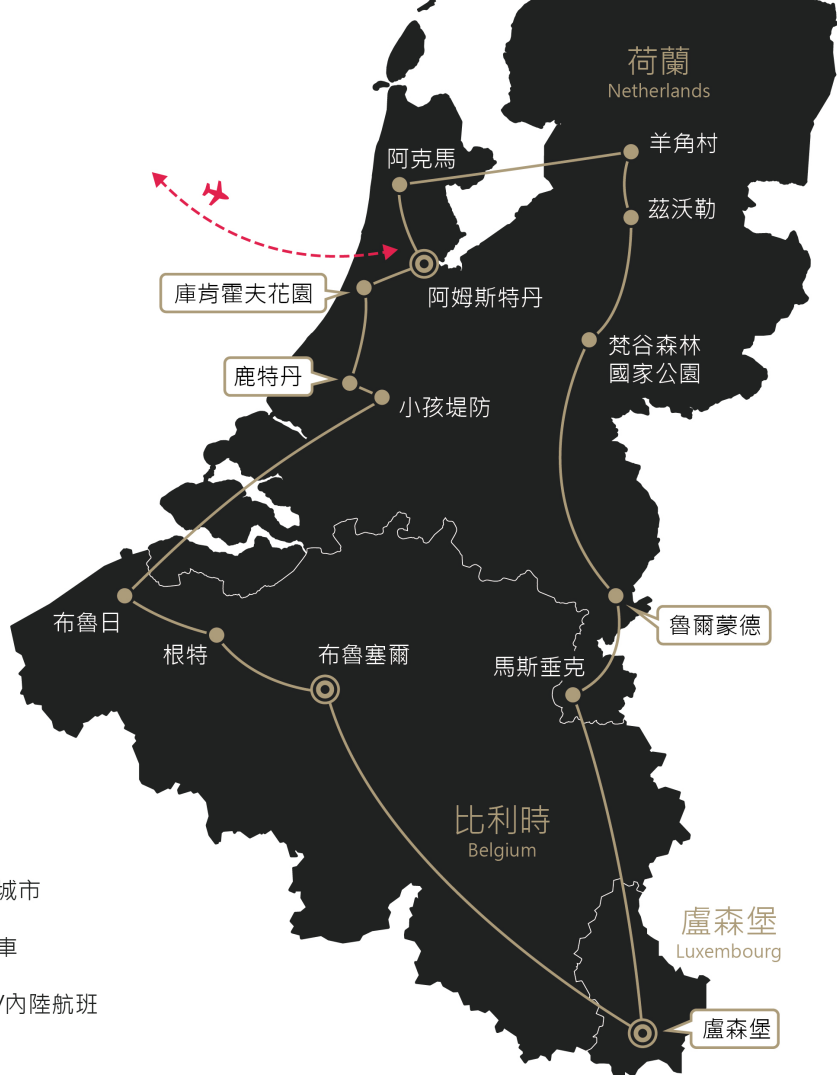 荷蘭
Netherlands
羊角村
阿克馬
茲沃勒
庫肯霍夫花園
阿姆斯特丹
梵谷森林
國家公園
鹿特丹
小孩堤防
布魯日
魯爾蒙德
根特
布魯塞爾
馬斯垂克
比利時
Belgium
城市
盧森堡
Luxembourg
車
/內陸航班
盧森堡